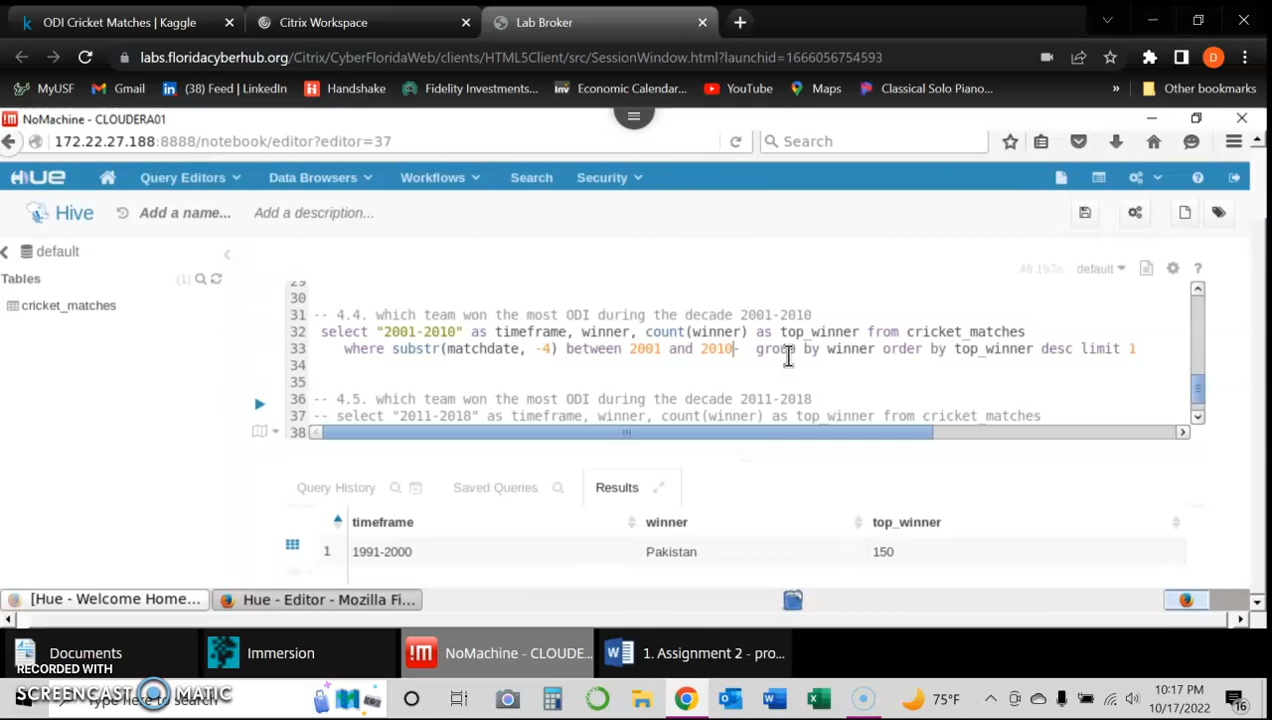 ODI Cricket Matches | Kaggle
Citrix Workspace
Lab Broker
labs.floridacyberhub.org/Citrix/CyberFloridaWeb/clients/HTML5Client/src/SessionWindow.html?launchid=1666056754593
D
MyUSF
Gmail
(38) Feed | LinkedIn
Handshake
Fidelity Investments...
Economic Calendar...
YouTube
Maps
Classical Solo Piano...
»
Other bookmarks
NoMachine - CLOUDERA01
172.22.27.188:8888/notebook/editor?editor=37
Search
HUE
Query Editors
Data Browsers
Workflows
Search
Security
Hive
Add a name...
Add a description...
default
Tables
(1)
cricket_matches
48.197s
default
?
29
30
31 -- 4.4. which team won the most ODI during the decade 2001-2010
32 select "2001-2010" as timeframe, winner, count(winner) as top_winner from cricket_matches
33 where substr(matchdate, -4) between 2001 and 2010- group by winner order by top_winner desc limit 1
34
35
36 -- 4.5. which team won the most ODI during the decade 2011-2018
37 -- select "2011-2018" as timeframe, winner, count(winner) as top_winner from cricket_matches
38
Query History
Saved Queries
Results
timeframe
winner
top_winner
1
1991-2000
Pakistan
150
[Hue - Welcome Home...
Hue - Editor - Mozilla Fi...
Documents
Immersion
NoMachine - CLOUDE...
1. Assignment 2 - pro...
RECORDED WITH
SCREENCAST MATIC
Type here to search
75°F
10:17 PM
10/17/2022
16